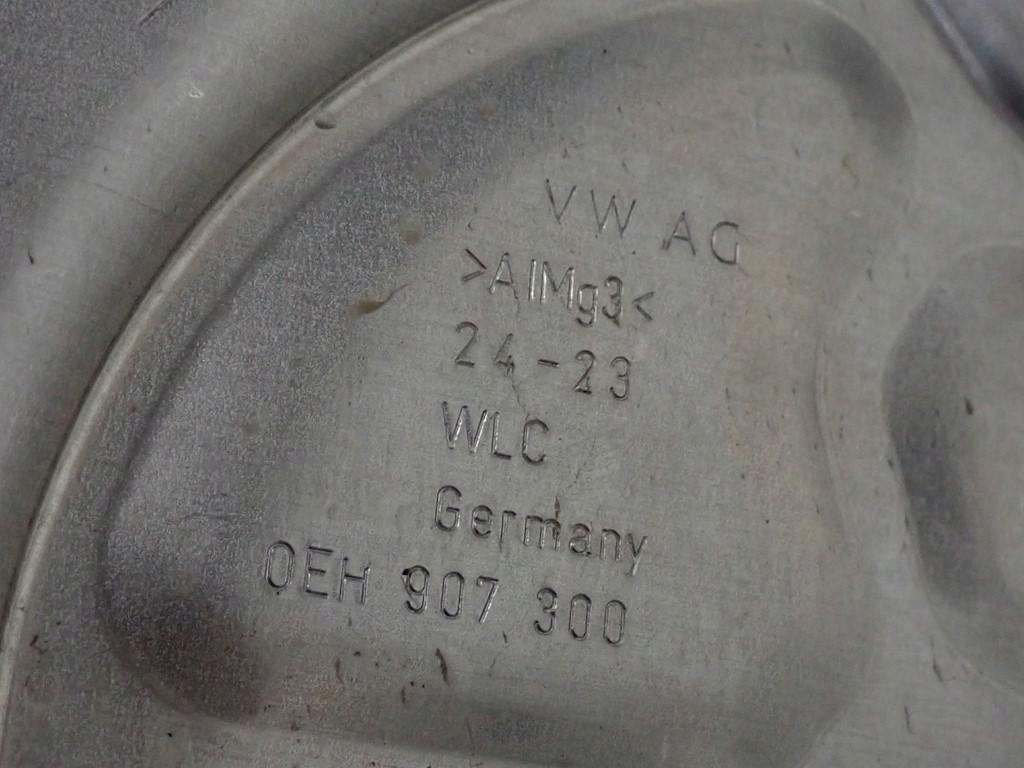 VW AG
>AlMg3<
24-23
WLC
Germany
0EH 907 300